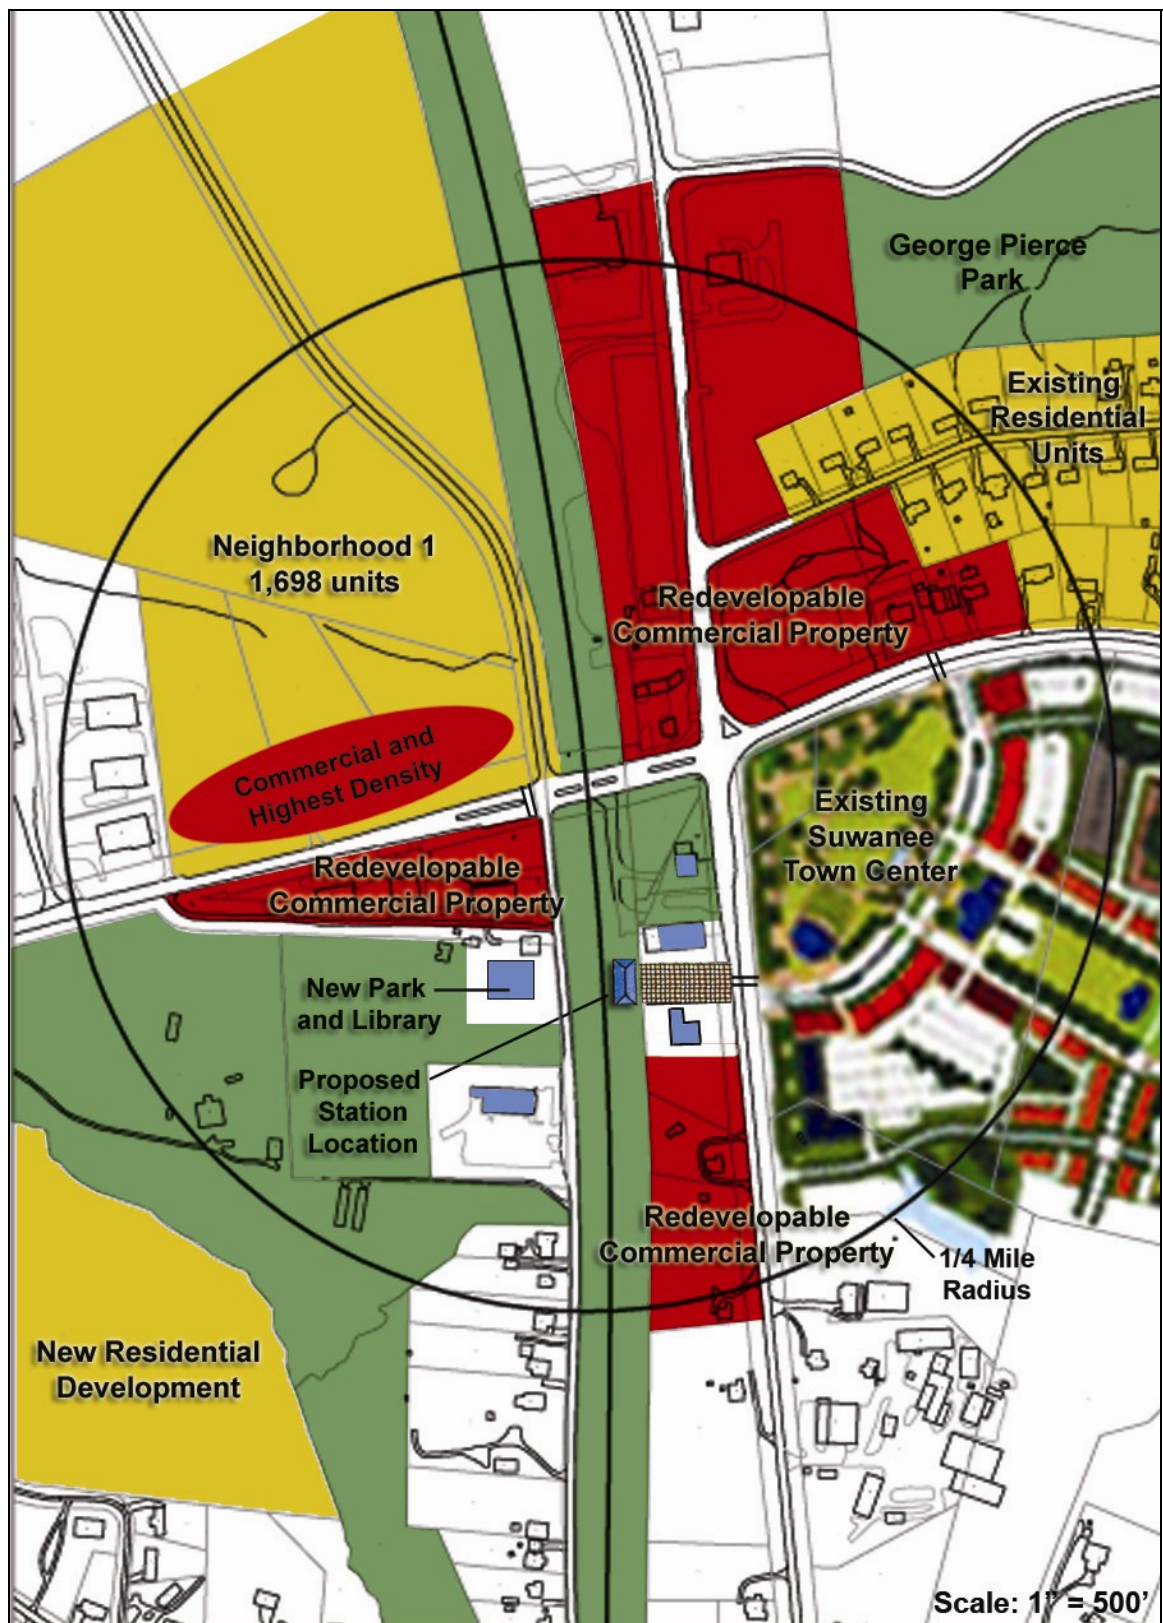 George Pierce
Park
Existing
Residential
Units
Neighborhood 1
1,698 units
Redevelopable
Commercial Property
Commercial and
Highest Density
Existing
Suwanee
Town Center
Redevelopable
Commercial Property
New Park
and Library
Proposed
Station
Location
Redevelopable
Commercial Property
1/4 Mile
Radius
New Residential
Development
Scale: 1" = 500'